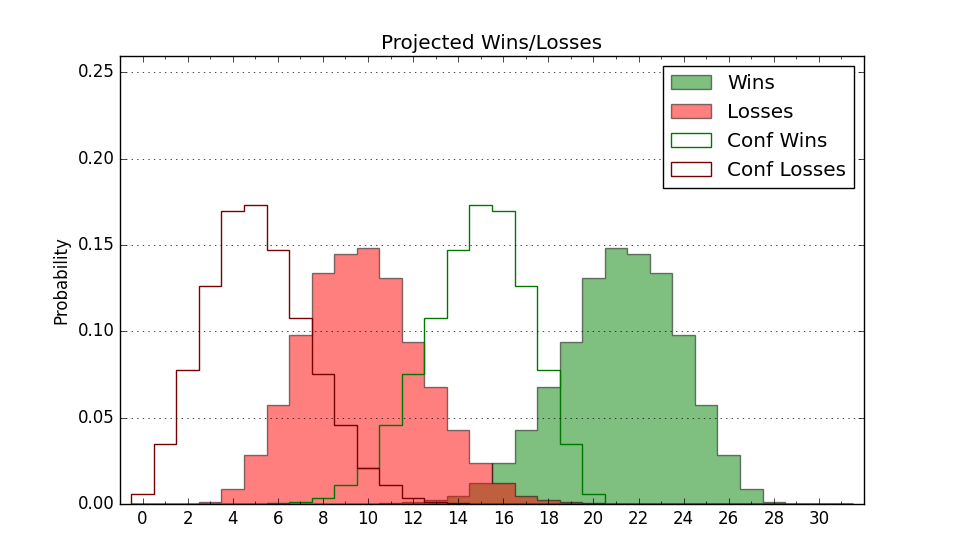 Projected Wins/Losses
Probability
0.25
0.20
0.15
0.10
0.05
0.00
Wins
Losses
Conf Wins
Conf Losses
0 2 4 6 8 10 12 14 16 18 20 22 24 26 28 30